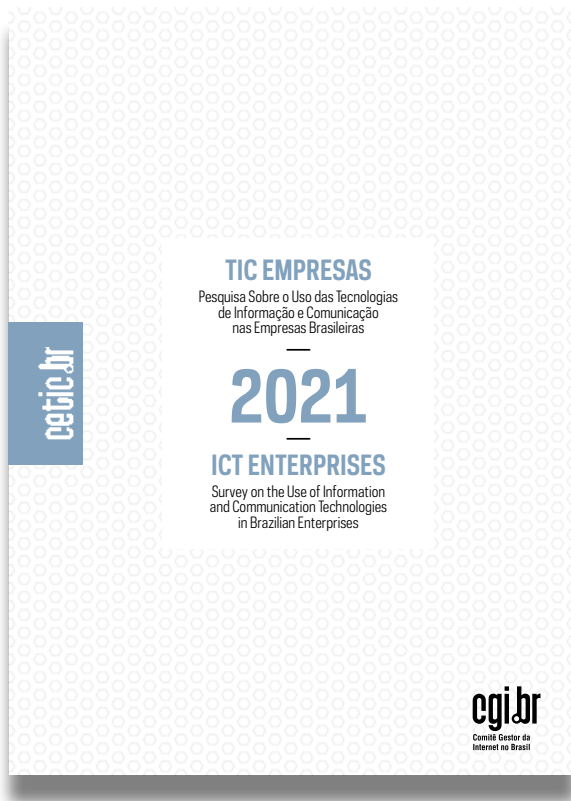 TIC EMPRESAS
Pesquisa Sobre o Uso das Tecnologias
de Informação e Comunicação
nas Empresas Brasileiras
2021
ICT ENTERPRISES
Survey on the Use of Information
and Communication Technologies
in Brazilian Enterprises
cetic.br
cgi.br
Comitê Gestor da
Internet no Brasil